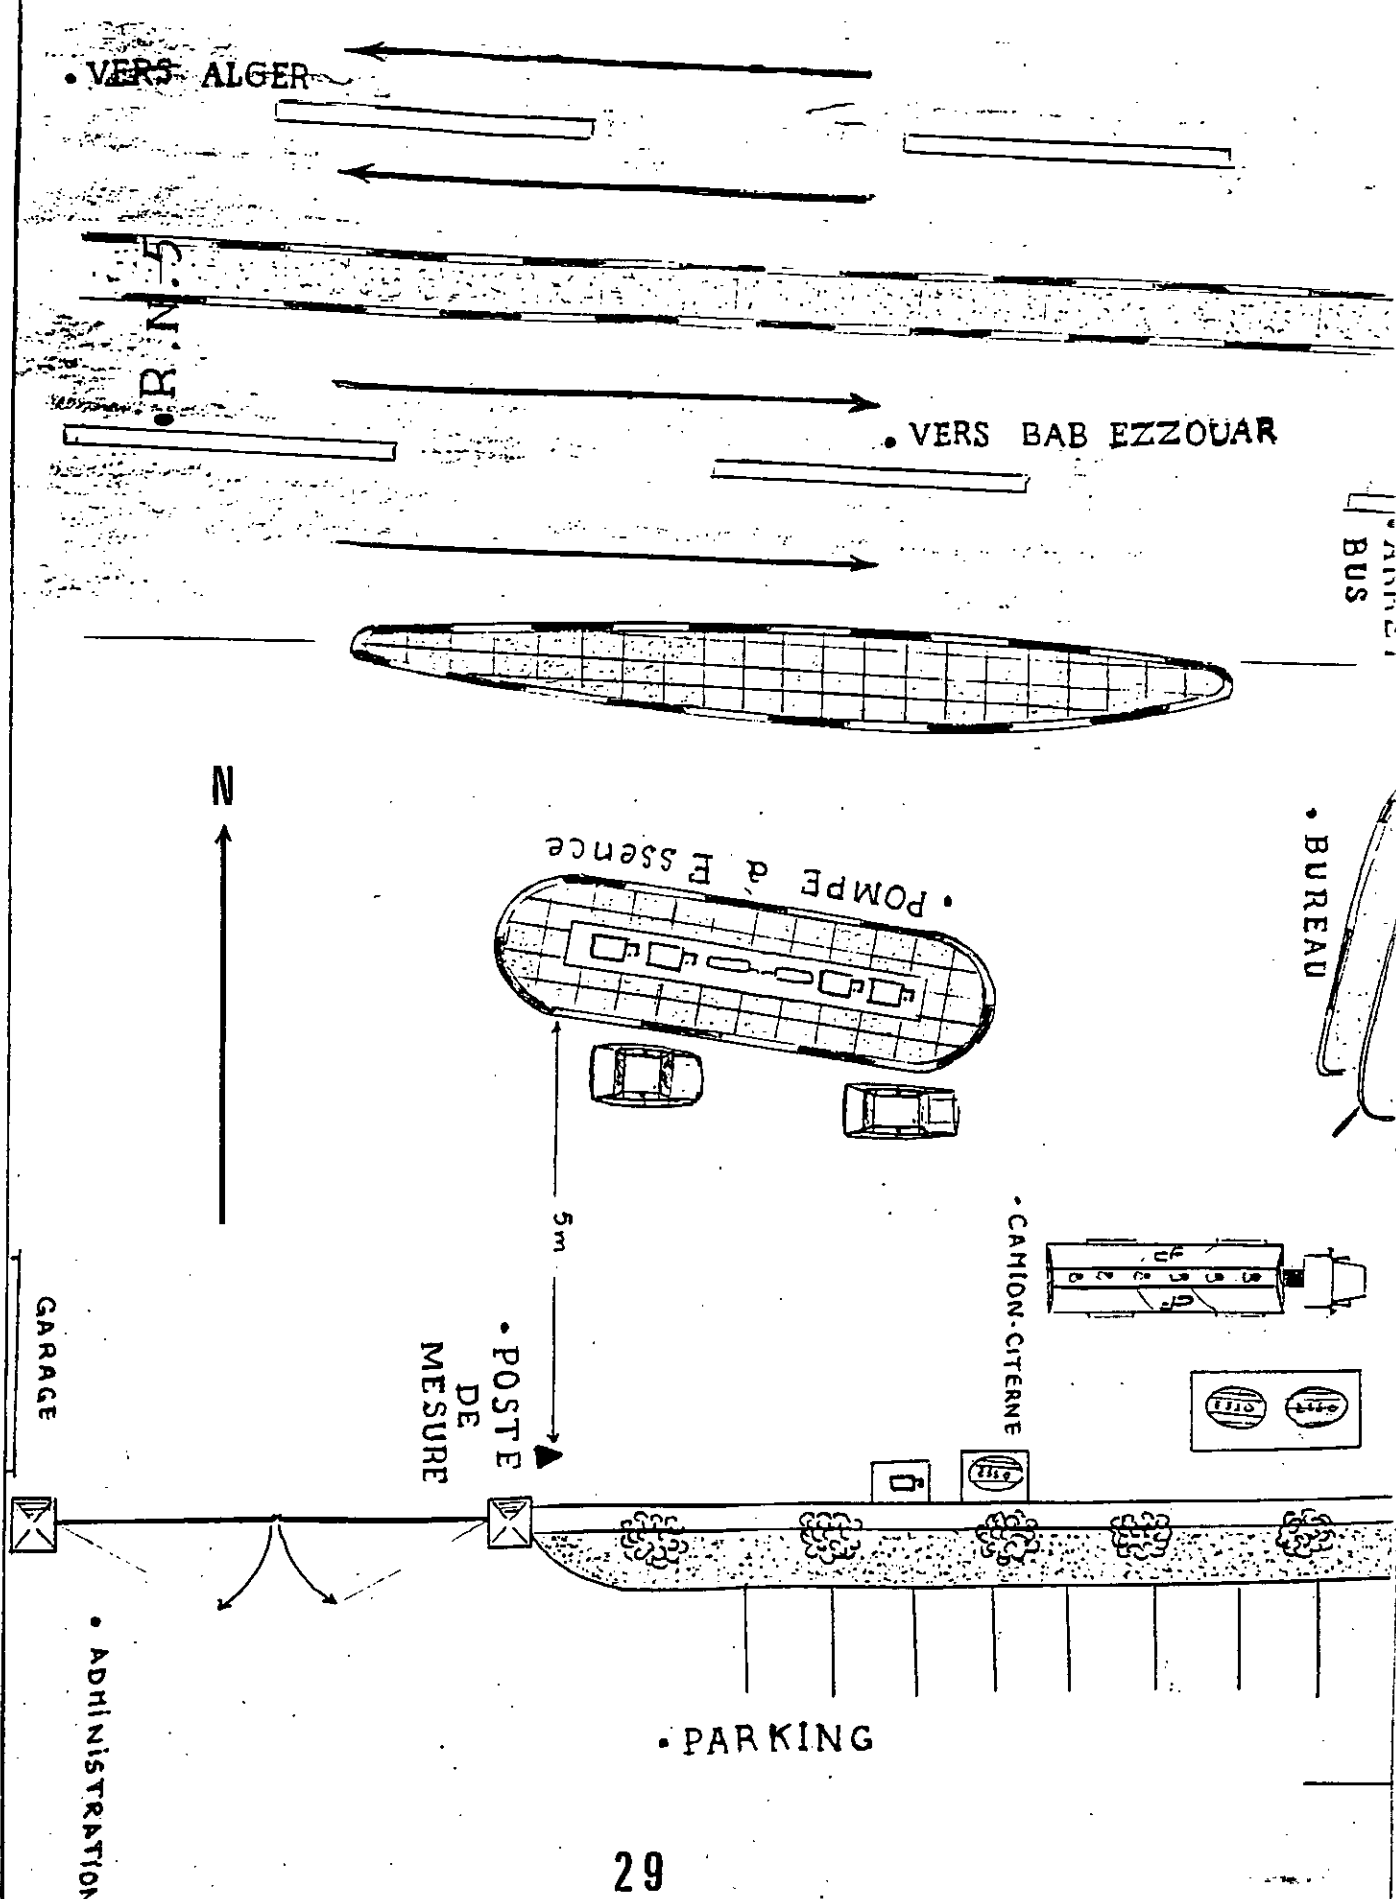 • VERS ALGER
• R.N.5
• VERS BAB EZZOUAR
BUS
N
• POMPE à Essence
• BUREAU
5m
• CAMION-CITERNE
GARAGE
• POSTE
DE
MESURE
• ADMINISTRATION
• PARKING
29